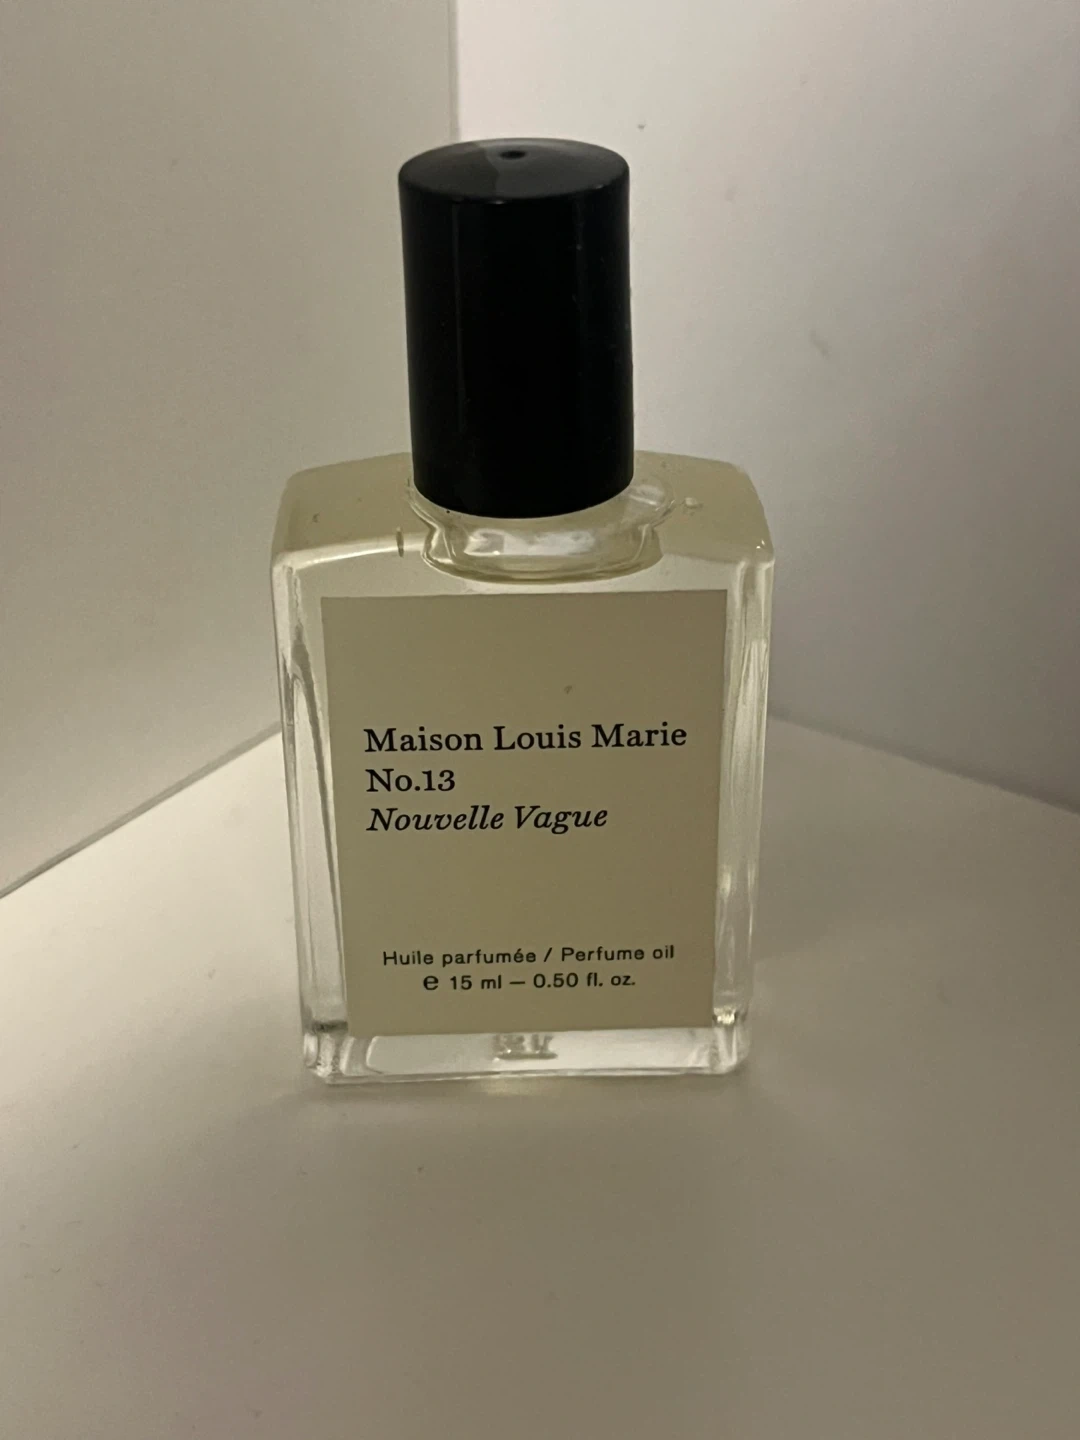 Maison Louis Marie
No.13
Nouvelle Vague
Huile parfumée / Perfume oil
℮ 15 ml – 0.50 fl. oz.